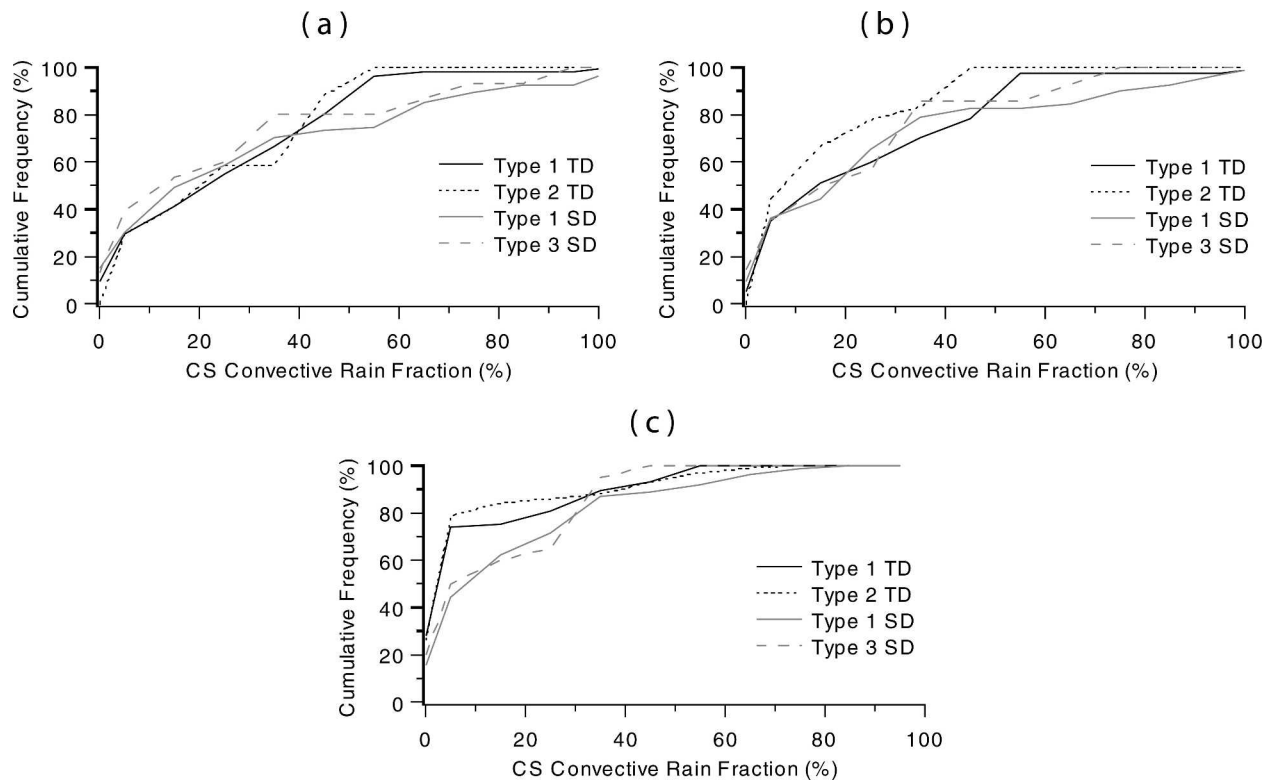 (a)
Cumulative Frequency (%)
100
80
60
40
20
0
Type 1 TD
Type 2 TD
Type 1 SD
Type 3 SD
0 20 40 60 80 100
CS Convective Rain Fraction (%)
(b)
Cumulative Frequency (%)
100
80
60
40
20
0
Type 1 TD
Type 2 TD
Type 1 SD
Type 3 SD
0 20 40 60 80 100
CS Convective Rain Fraction (%)
(c)
Cumulative Frequency (%)
100
80
60
40
20
0
Type 1 TD
Type 2 TD
Type 1 SD
Type 3 SD
0 20 40 60 80 100
CS Convective Rain Fraction (%)